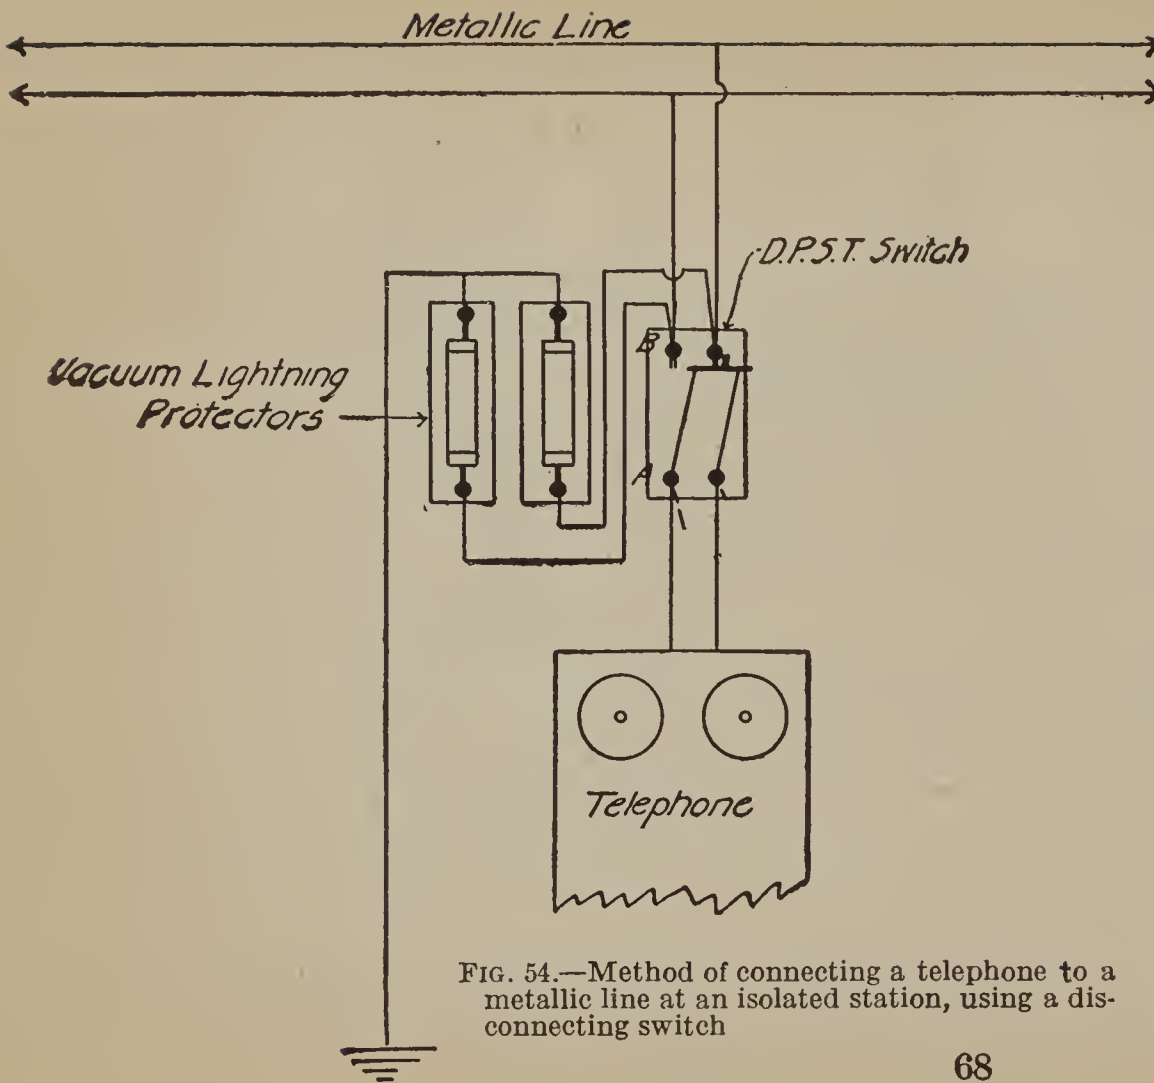 Metallic Line
D.P.S.T. Switch
B
Vacuum Lightning
Protectors
A
Telephone
FIG. 54.—Method of connecting a telephone to a
metallic line at an isolated station, using a dis-
connecting switch
68